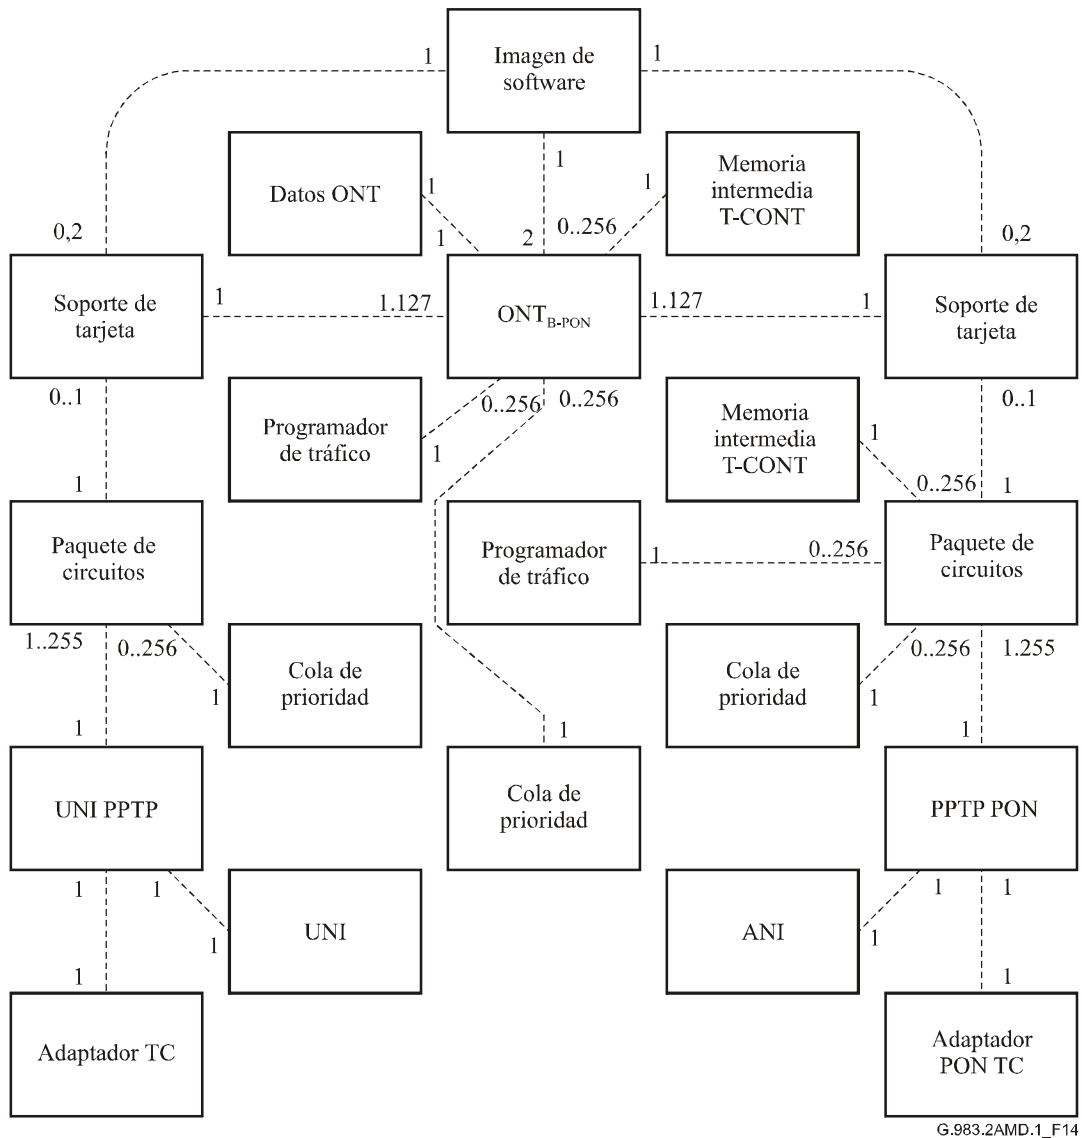 1
Imagen de
software
1
Datos ONT
1
1
1
Memoria
intermedia
T-CONT
0,2
1
2
0..256
0,2
Soporte de
tarjeta
1
1.127
ONT B-PON
1.127
1
Soporte de
tarjeta
0..1
0..256
0..256
0..1
Programador
de tráfico
1
Memoria
intermedia
T-CONT
1
1
0..256
1
Paquete de
circuitos
Programador
de tráfico
1
0..256
Paquete de
circuitos
1..255
0..256
0..256
1.255
Cola de
prioridad
1
Cola de
prioridad
1
1
1
1
UNI PPTP
Cola de
prioridad
PPTP PON
1
1
1
1
UNI
1
ANI
1
1
1
Adaptador TC
Adaptador
PON TC
G.983.2AMD.1_F14